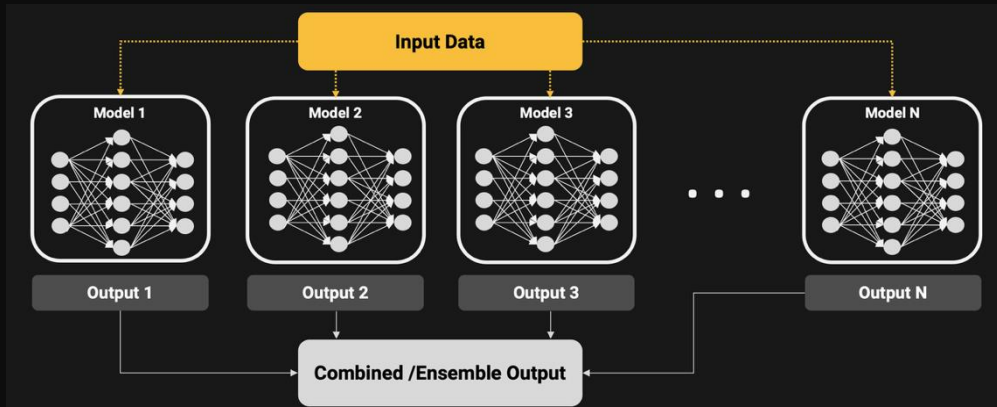 Input Data
Model 1
Model 2
Model 3
Model N
. . .
Output 1
Output 2
Output 3
Output N
Combined /Ensemble Output